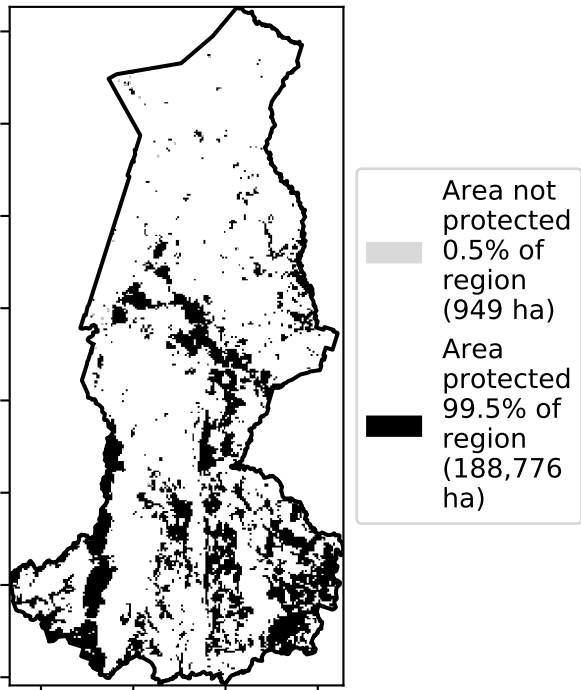 Area not
protected
0.5% of
region
(949 ha)
Area
protected
99.5% of
region
(188,776
ha)